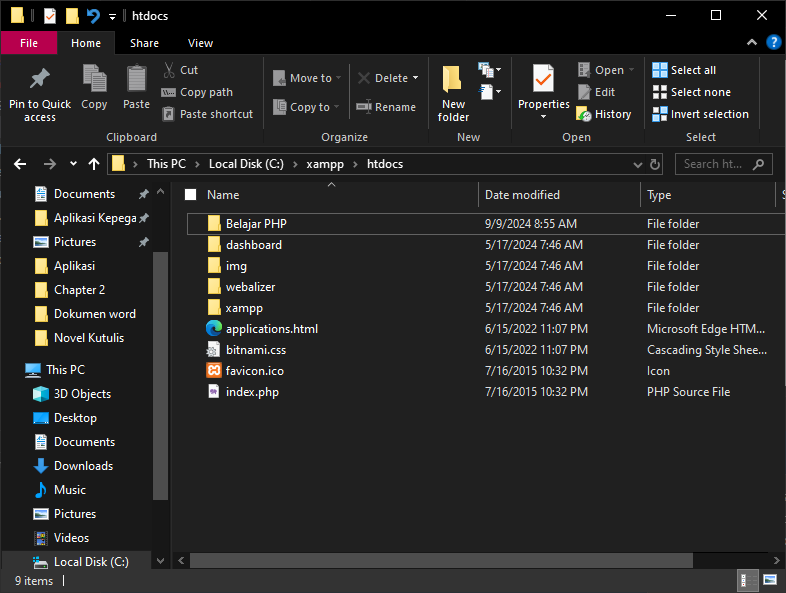 htdocs
File Home Share View
Pin to Quick access
Copy
Paste
Cut
Copy path
Paste shortcut
Clipboard
Move to
Copy to
Delete
Rename
Organize
New folder
New
Properties
Open
Edit
History
Open
Select all
Select none
Invert selection
Select
This PC > Local Disk (C:) > xampp > htdocs
Search ht...
Documents
Aplikasi Kepega
Pictures
Aplikasi
Chapter 2
Dokumen word
Novel Kutulis
This PC
3D Objects
Desktop
Documents
Downloads
Music
Pictures
Videos
Local Disk (C:)
Name Date modified Type
Belajar PHP 9/9/2024 8:55 AM File folder
dashboard 5/17/2024 7:46 AM File folder
img 5/17/2024 7:46 AM File folder
webalizer 5/17/2024 7:46 AM File folder
xampp 5/17/2024 7:46 AM File folder
applications.html 6/15/2022 11:07 PM Microsoft Edge HTM...
bitnami.css 6/15/2022 11:07 PM Cascading Style Shee...
favicon.ico 7/16/2015 10:32 PM Icon
index.php 7/16/2015 10:32 PM PHP Source File
9 items